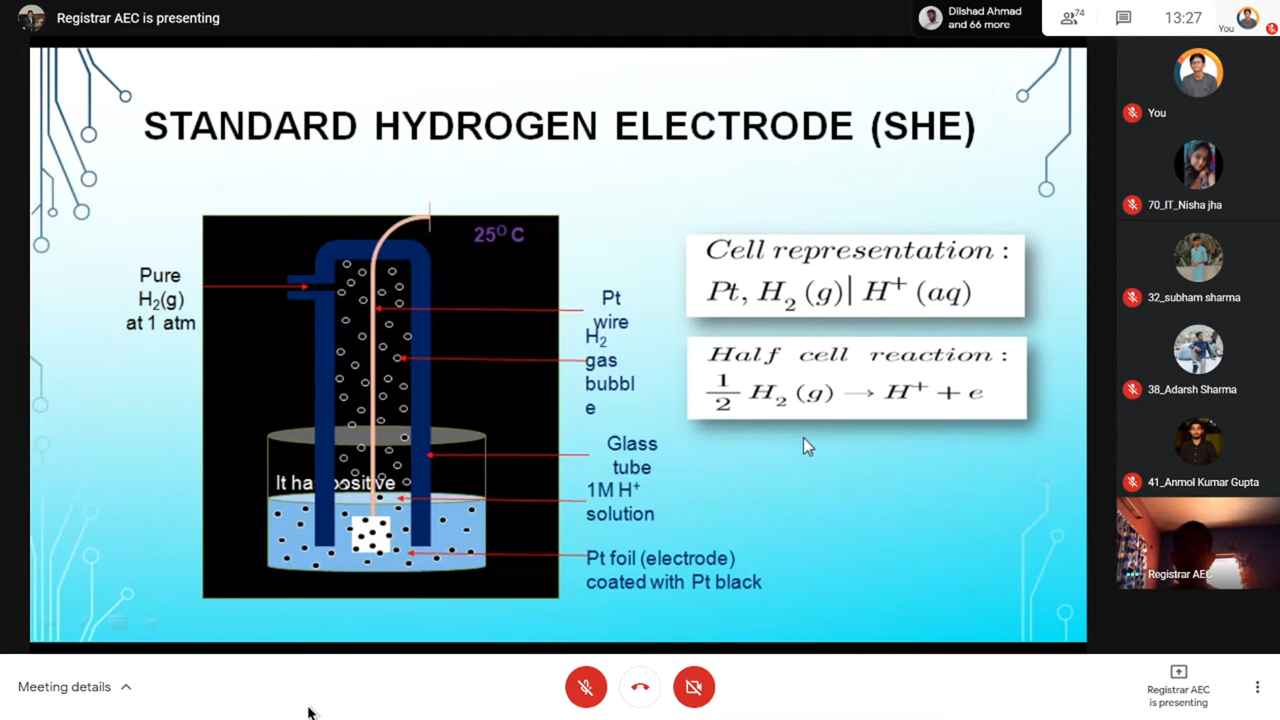 Registrar AEC is presenting
Dilshad Ahmad
and 66 more
74
13:27
You
STANDARD HYDROGEN ELECTRODE (SHE)
25⁰ C
Pure
H₂(g)
at 1 atm
Pt
wire
H₂
gas
bubbl
e
Glass
tube
1M H⁺
solution
Pt foil (electrode)
coated with Pt black
Cell representation :
Pt, H₂ (g)| H⁺ (aq)
Half cell reaction :
1/2 H₂ (g) → H⁺ + e
You
70_IT_Nisha jha
32_subham sharma
38_Adarsh Sharma
41_Anmol Kumar Gupta
Registrar AEC
Meeting details
Registrar AEC
is presenting